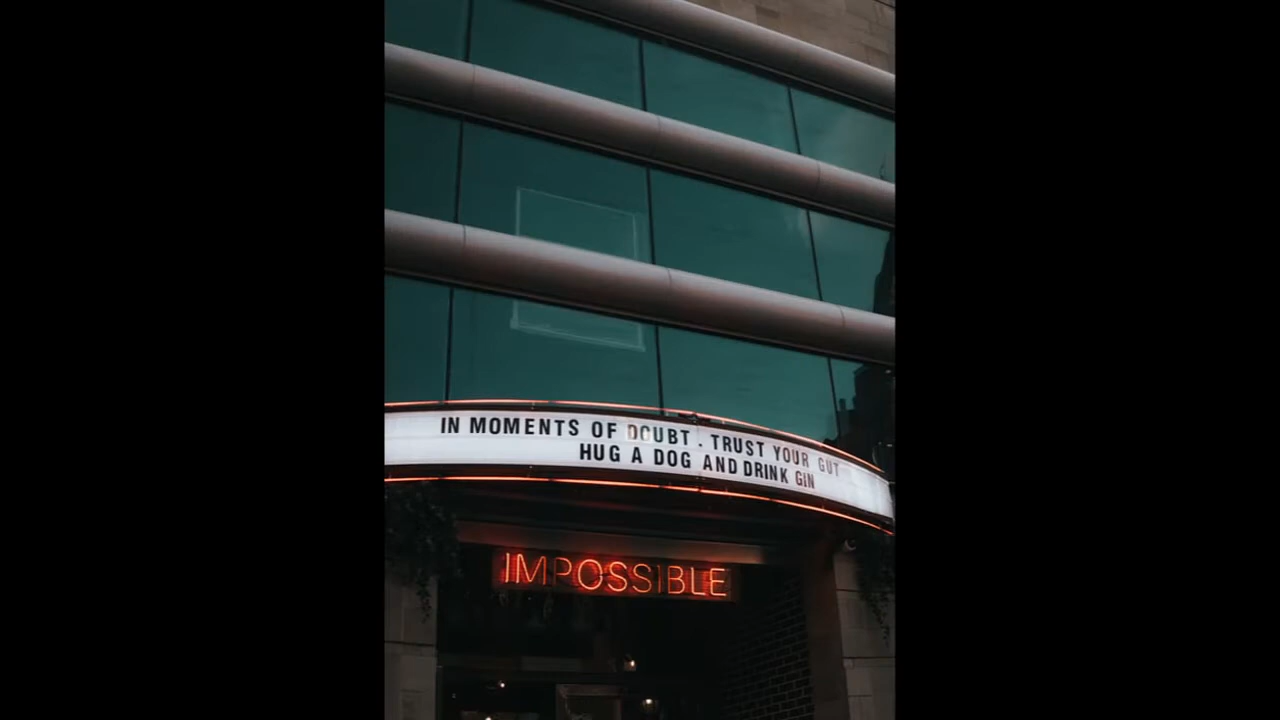 IN MOMENTS OF DOUBT . TRUST YOUR GUT
HUG A DOG AND DRINK GIN
IMPOSSIBLE